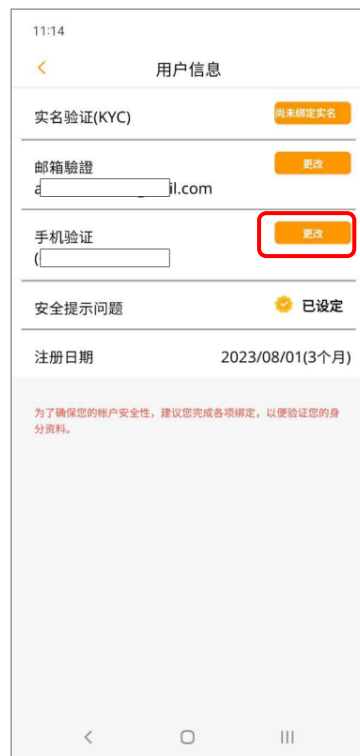 11:14
用户信息
实名验证(KYC)
尚未绑定实名
邮箱驗證
更改
a il.com
手机验证
更改
(
安全提示问题
已设定
注册日期
2023/08/01(3个月)
为了确保您的帐户安全性，建议您完成各项绑定，以便验证您的身
分资料。